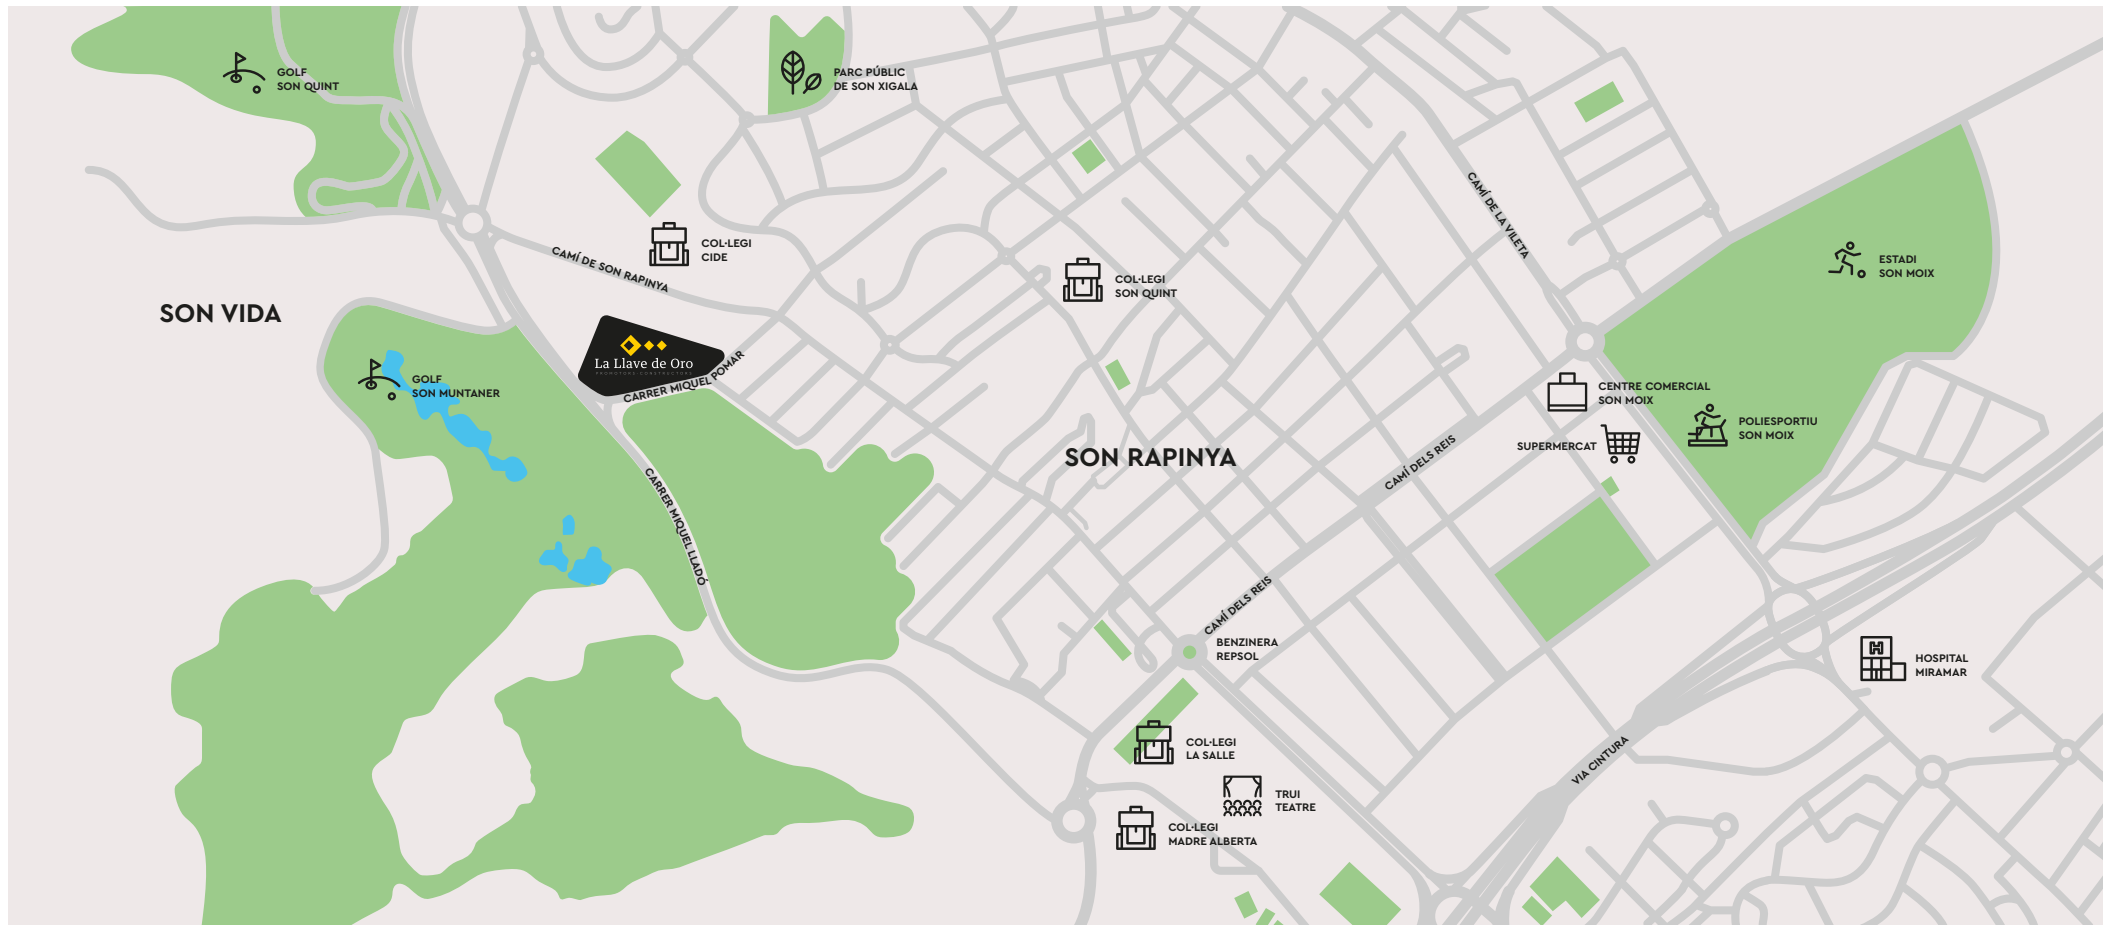 GOLF
SON QUINT
PARC PÚBLIC
DE SON XIGALA
CAMÍ DE SON RAPINYA
COL·LEGI
CIDE
CAMÍ DE LA VILETA
COL·LEGI
SON QUINT
ESTADI
SON MOIX
SON VIDA
La Llave de Oro
PROMOTORA-CONSTRUCTORA
CARRER MIQUEL POMAR
GOLF
SON MUNTANER
CENTRE COMERCIAL
SON MOIX
POLIESPORTIU
SON MOIX
SUPERMERCAT
SON RAPINYA
CAMÍ DELS REIS
CARRER MIQUEL LLADÓ
CAMÍ DELS REIS
BENZINERA
REPSOL
H
HOSPITAL
MIRAMAR
COL·LEGI
LA SALLE
VIA CINTURA
TRUI
TEATRE
COL·LEGI
MADRE ALBERTA